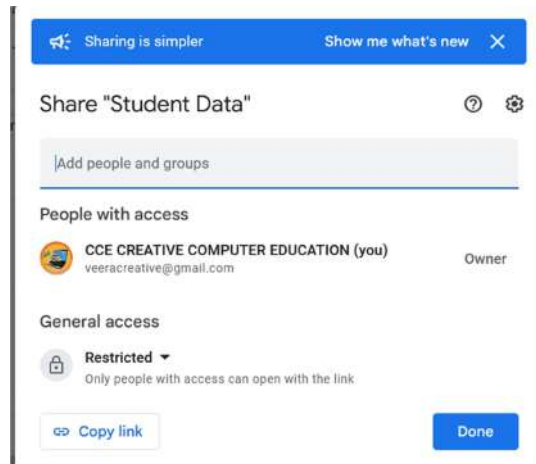 Sharing is simpler Show me what's new
Share "Student Data"
Add people and groups
People with access
CCE CREATIVE COMPUTER EDUCATION (you)
veeracreative@gmail.com Owner
General access
Restricted
Only people with access can open with the link
Copy link Done